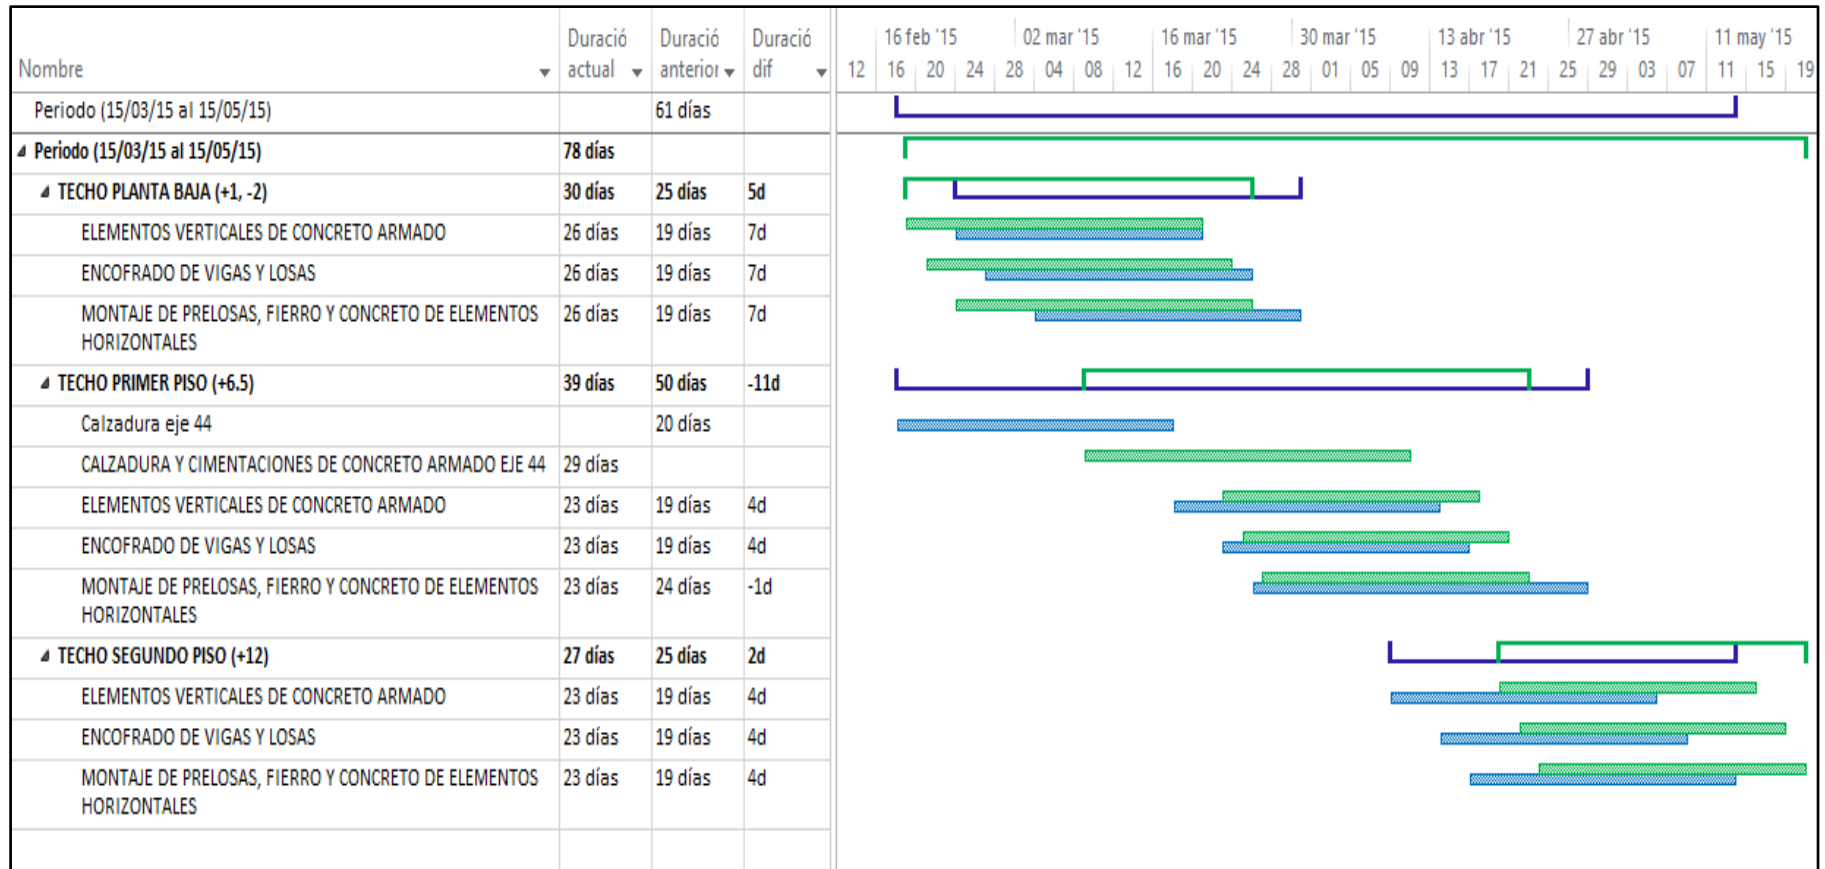 Nombre Duració actual Duració anterior Duració dif
16 feb '15 02 mar '15 16 mar '15 30 mar '15 13 abr '15 27 abr '15 11 may '15
12 16 20 24 28 04 08 12 16 20 24 28 01 05 09 13 17 21 25 29 03 07 11 15 19
Periodo (15/03/15 al 15/05/15) 61 días
Periodo (15/03/15 al 15/05/15) 78 días
TECHO PLANTA BAJA (+1, -2) 30 días 25 días 5d
ELEMENTOS VERTICALES DE CONCRETO ARMADO 26 días 19 días 7d
ENCOFRADO DE VIGAS Y LOSAS 26 días 19 días 7d
MONTAJE DE PRELOSAS, FIERRO Y CONCRETO DE ELEMENTOS 26 días 19 días 7d
HORIZONTALES
TECHO PRIMER PISO (+6.5) 39 días 50 días -11d
Calzadura eje 44 20 días
CALZADURA Y CIMENTACIONES DE CONCRETO ARMADO EJE 44 29 días
ELEMENTOS VERTICALES DE CONCRETO ARMADO 23 días 19 días 4d
ENCOFRADO DE VIGAS Y LOSAS 23 días 19 días 4d
MONTAJE DE PRELOSAS, FIERRO Y CONCRETO DE ELEMENTOS 23 días 24 días -1d
HORIZONTALES
TECHO SEGUNDO PISO (+12) 27 días 25 días 2d
ELEMENTOS VERTICALES DE CONCRETO ARMADO 23 días 19 días 4d
ENCOFRADO DE VIGAS Y LOSAS 23 días 19 días 4d
MONTAJE DE PRELOSAS, FIERRO Y CONCRETO DE ELEMENTOS 23 días 19 días 4d
HORIZONTALES